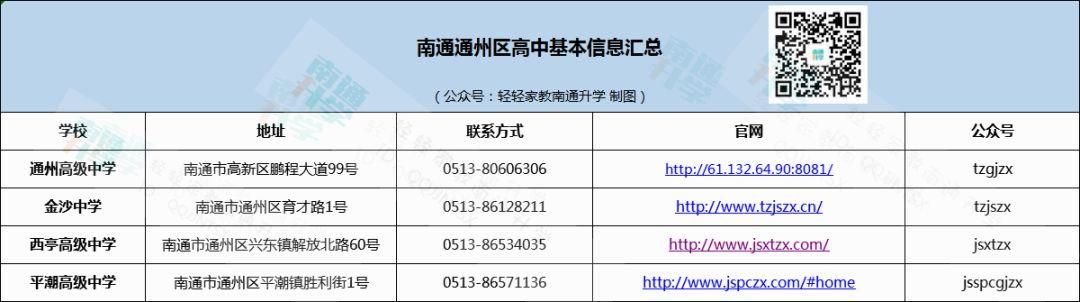 南通通州区高中基本信息汇总
（公众号：轻轻家教南通升学 制图）
学校 地址 联系方式 官网 公众号
通州高级中学 南通市高新区鹏程大道99号 0513-80606306 http://61.132.64.90:8081/ tzgjzx
金沙中学 南通市通州区育才路1号 0513-86128211 http://www.tzjszx.cn/ tzjszx
西亭高级中学 南通市通州区兴东镇解放北路60号 0513-86534035 http://www.jsxtzx.com/ jsxtzx
平潮高级中学 南通市通州区平潮镇胜利街1号 0513-86571136 http://www.jspczx.com/#home jsspcgjzx